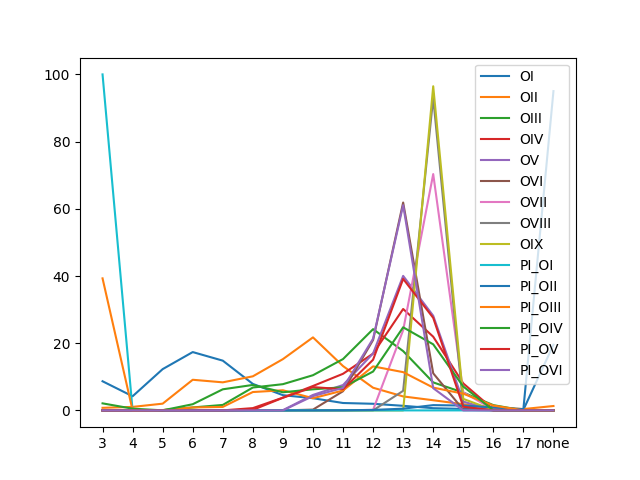 100
80
60
40
20
0
3 4 5 6 7 8 9 10 11 12 13 14 15 16 17 none
OI
OII
OIII
OIV
OV
OVI
OVII
OVIII
OIX
PI_OI
PI_OII
PI_OIII
PI_OIV
PI_OV
PI_OVI